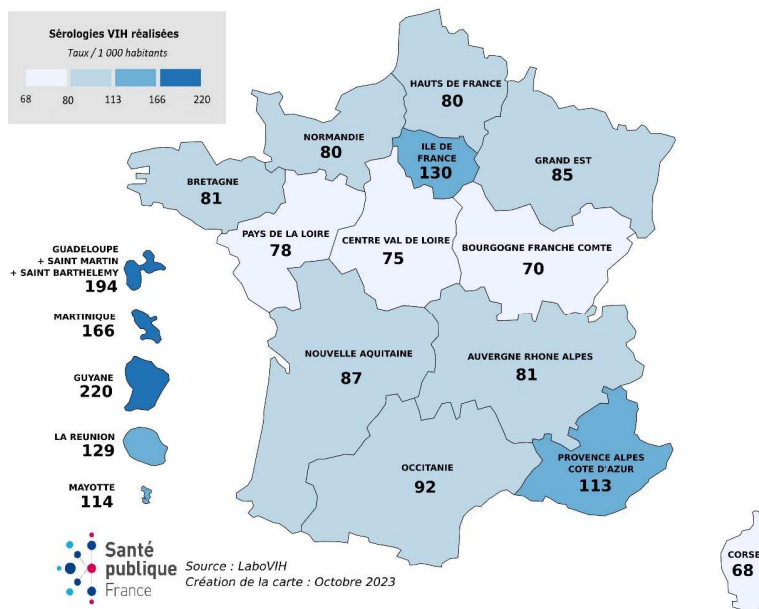 Sérologies VIH réalisées
Taux / 1 000 habitants
68 80 113 166 220
HAUTS DE FRANCE
80
NORMANDIE
80
ILE DE
FRANCE
130
GRAND EST
85
BRETAGNE
81
PAYS DE LA LOIRE
78
CENTRE VAL DE LOIRE
75
BOURGOGNE FRANCHE COMTE
70
GUADELOUPE
+ SAINT MARTIN
+ SAINT BARTHELEMY
194
MARTINIQUE
166
GUYANE
220
LA REUNION
129
MAYOTTE
114
NOUVELLE AQUITAINE
87
AUVERGNE RHONE ALPES
81
OCCITANIE
92
PROVENCE ALPES
COTE D'AZUR
113
CORSE
68
Santé
publique
France
Source : LaboVIH
Création de la carte : Octobre 2023